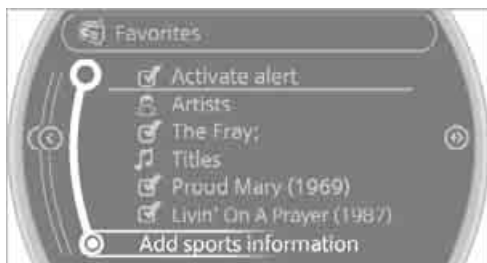 Favorites
Activate alert
Artists
The Fray;
Titles
Proud Mary (1969)
Livin' On A Prayer (1987)
Add sports information